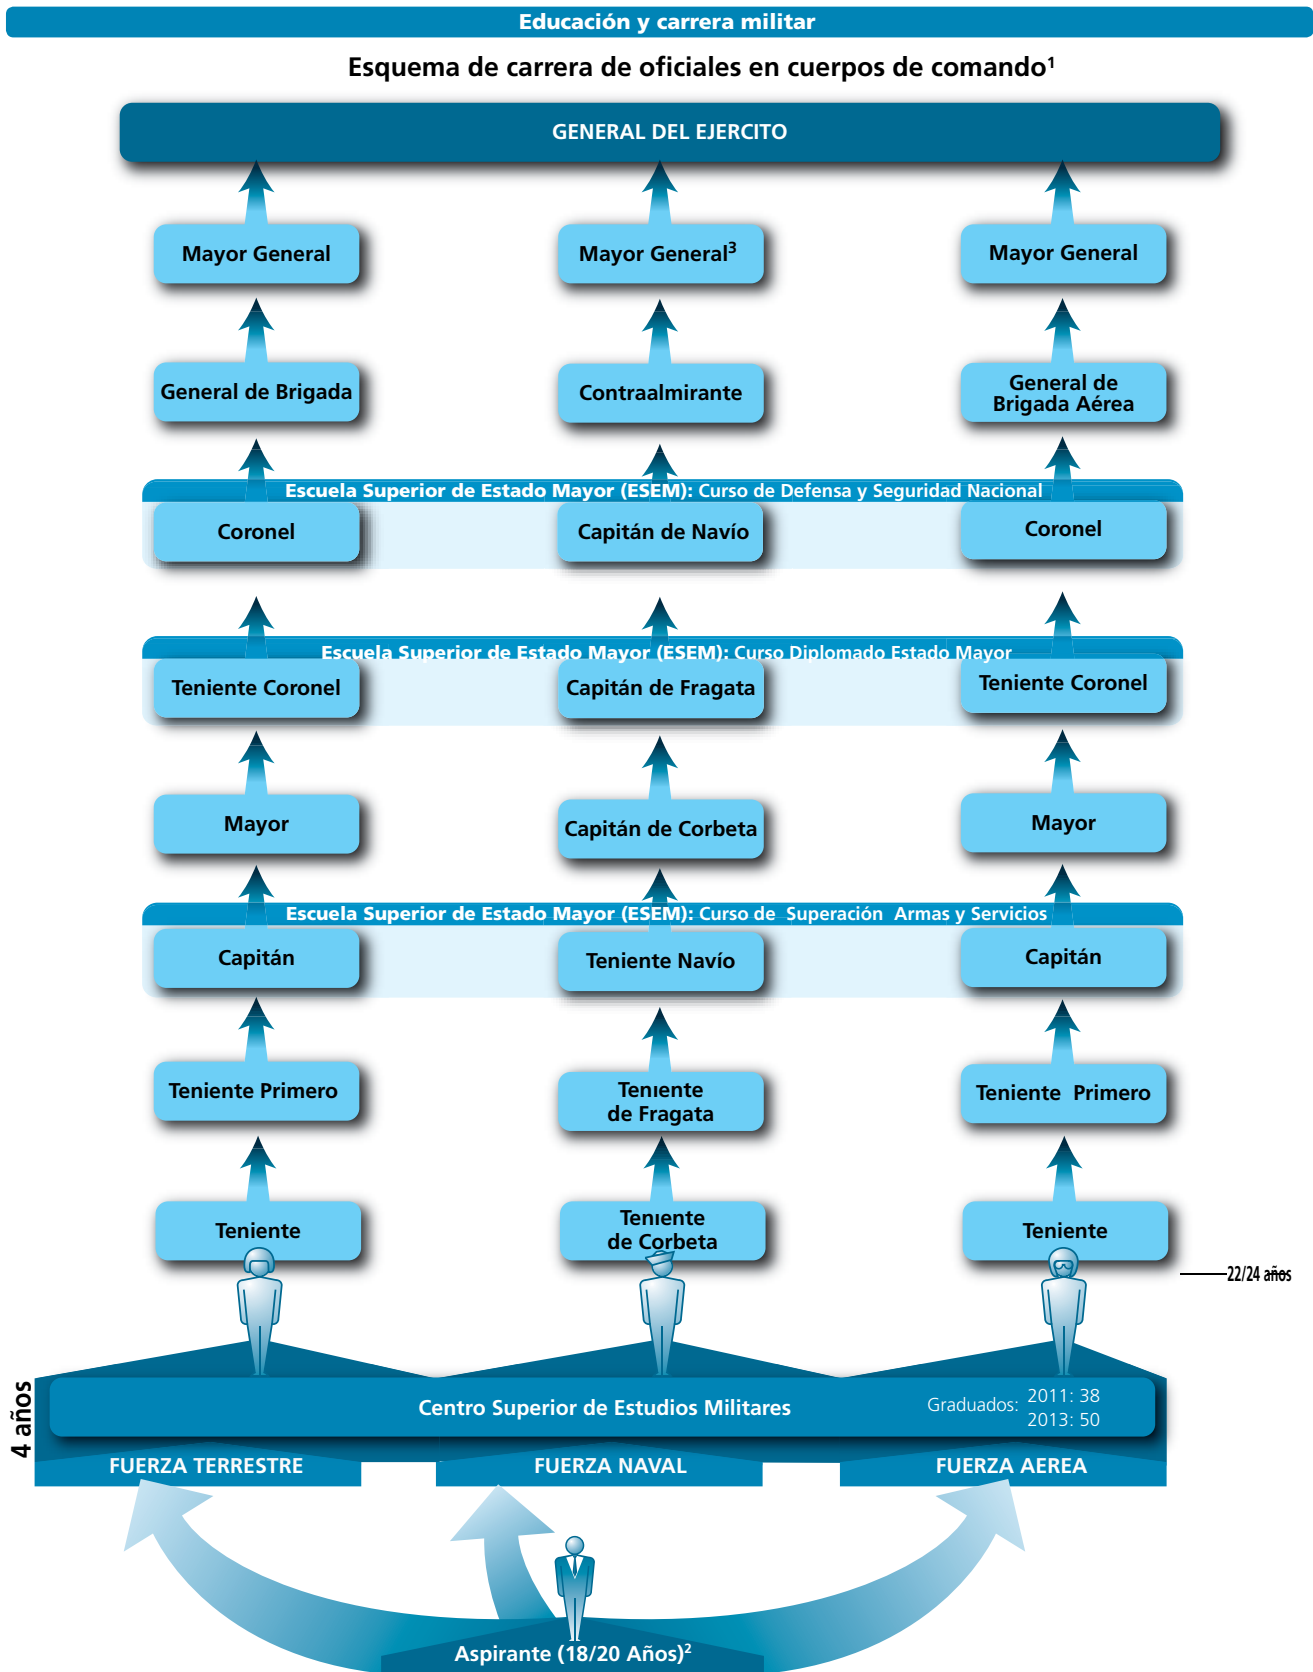 Educación y carrera militar
Esquema de carrera de oficiales en cuerpos de comando¹
GENERAL DEL EJERCITO
Mayor General
Mayor General³
Mayor General
General de Brigada
Contraalmirante
General de
Brigada Aérea
Escuela Superior de Estado Mayor (ESEM): Curso de Defensa y Seguridad Nacional
Coronel
Capitán de Navío
Coronel
Escuela Superior de Estado Mayor (ESEM): Curso Diplomado Estado Mayor
Teniente Coronel
Capitán de Fragata
Teniente Coronel
Mayor
Capitán de Corbeta
Mayor
Escuela Superior de Estado Mayor (ESEM): Curso de Superación Armas y Servicios
Capitán
Teniente Navío
Capitán
Teniente Primero
Teniente
de Fragata
Teniente Primero
Teniente
Teniente
de Corbeta
Teniente
22/24 años
4 años
Centro Superior de Estudios Militares
Graduados:
2011: 38
2013: 50
FUERZA TERRESTRE
FUERZA NAVAL
FUERZA AEREA
Aspirante (18/20 Años)²